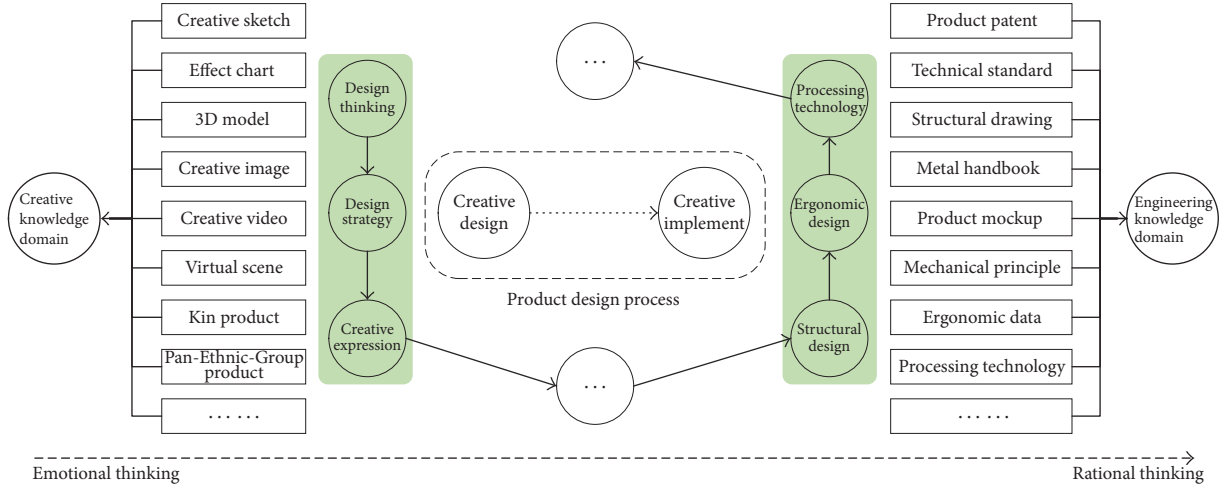 Creative sketch
Effect chart
3D model
Creative image
Creative video
Virtual scene
Kin product
Pan-Ethnic-Group
product
... ...
Creative
knowledge
domain
Design
thinking
Design
strategy
Creative
expression
...
Creative
design
Creative
implement
Product design process
...
Processing
technology
Ergonomic
design
Structural
design
Product patent
Technical standard
Structural drawing
Metal handbook
Product mockup
Mechanical principle
Ergonomic data
Processing technology
... ...
Engineering
knowledge
domain
Emotional thinking
Rational thinking